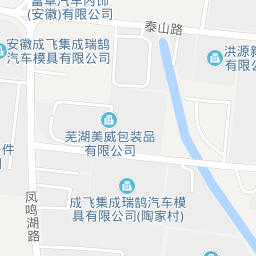 富卓汽车内饰
(安徽)有限公司
泰山路
安徽成飞集成瑞鹄
汽车模具有限公司
洪源新
有限公
芜湖美威包装品
有限公司
件
司
成飞集成瑞鹄汽车模
具有限公司(陶家村)
凤鸣湖路